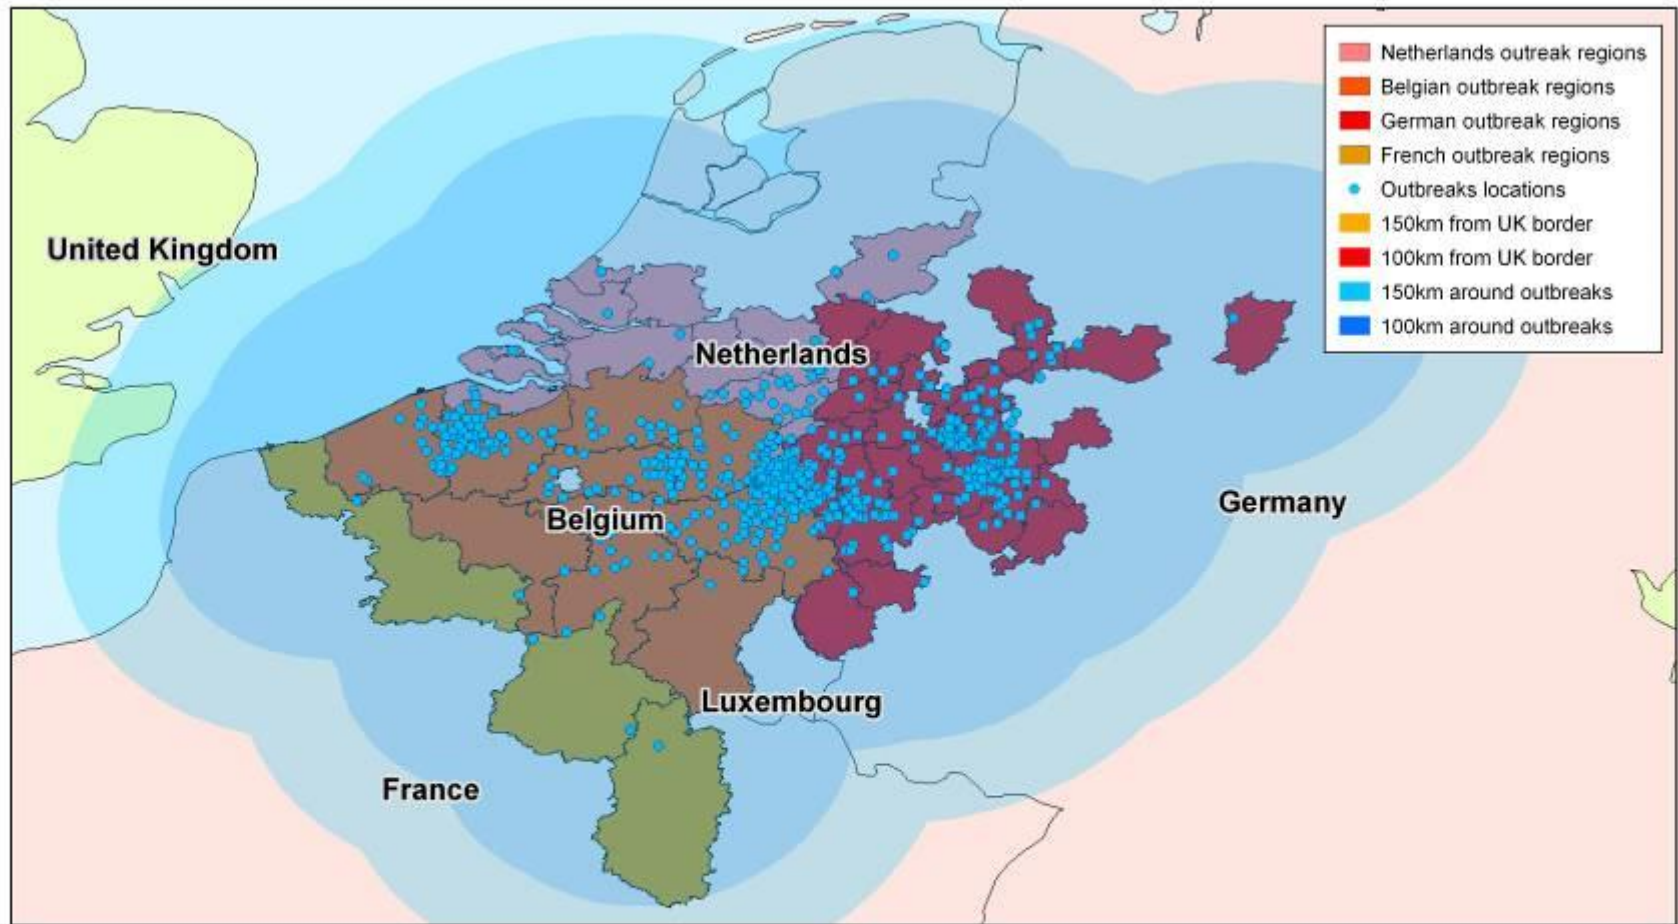 Netherlands outreak regions
Belgian outbreak regions
German outbreak regions
French outbreak regions
Outbreaks locations
150km from UK border
100km from UK border
150km around outbreaks
100km around outbreaks
United Kingdom
Netherlands
Belgium
Germany
Luxembourg
France